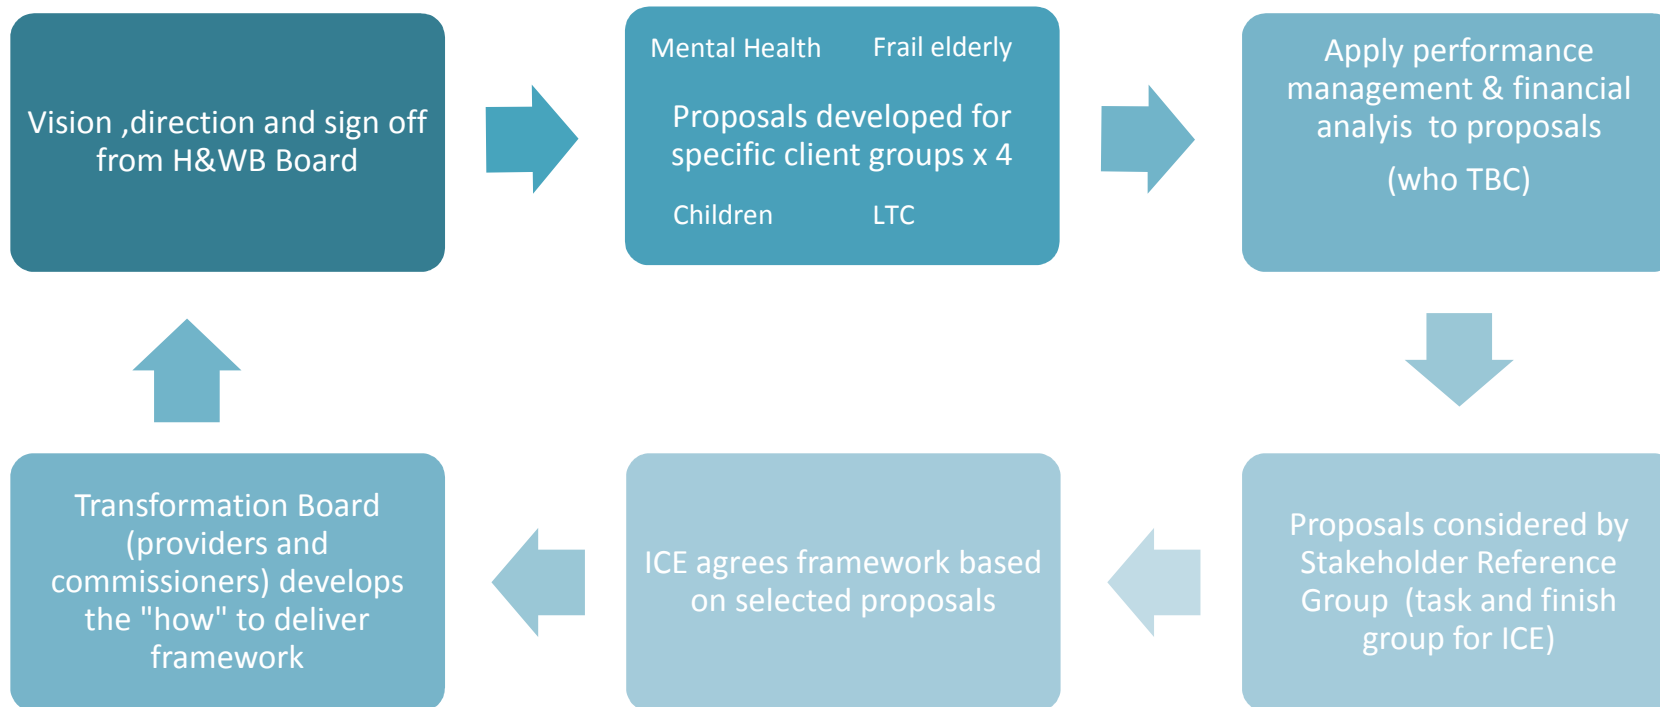 Vision ,direction and sign off
from H&WB Board
Mental Health Frail elderly
Proposals developed for
specific client groups x 4
Children LTC
Apply performance
management & financial
analyis to proposals
(who TBC)
Proposals considered by
Stakeholder Reference
Group (task and finish
group for ICE)
ICE agrees framework based
on selected proposals
Transformation Board
(providers and
commissioners) develops
the "how" to deliver
framework